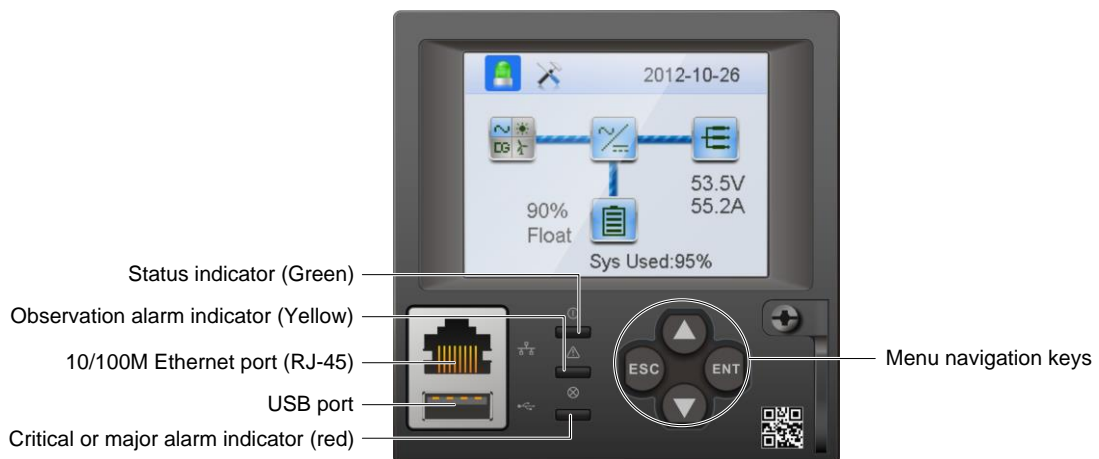 2012-10-26
DG
53.5V
55.2A
90%
Float
Sys Used:95%
Status indicator (Green)
Observation alarm indicator (Yellow)
10/100M Ethernet port (RJ-45)
USB port
Critical or major alarm indicator (red)
ESC
ENT
Menu navigation keys